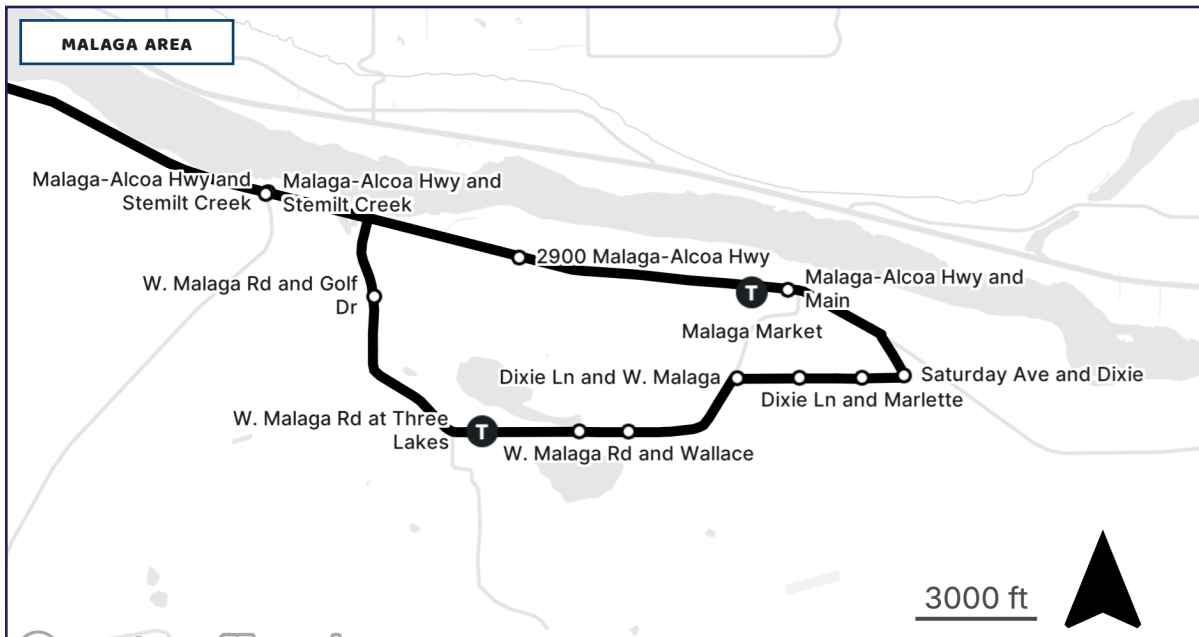 MALAGA AREA
Malaga-Alcoa Hwy and
Stemilt Creek
Malaga-Alcoa Hwy and
Stemilt Creek
2900 Malaga-Alcoa Hwy
Malaga-Alcoa Hwy and
Main
W. Malaga Rd and Golf
Dr
T
Malaga Market
Dixie Ln and W. Malaga
Saturday Ave and Dixie
Dixie Ln and Marlette
W. Malaga Rd at Three
Lakes
T
W. Malaga Rd and Wallace
3000 ft